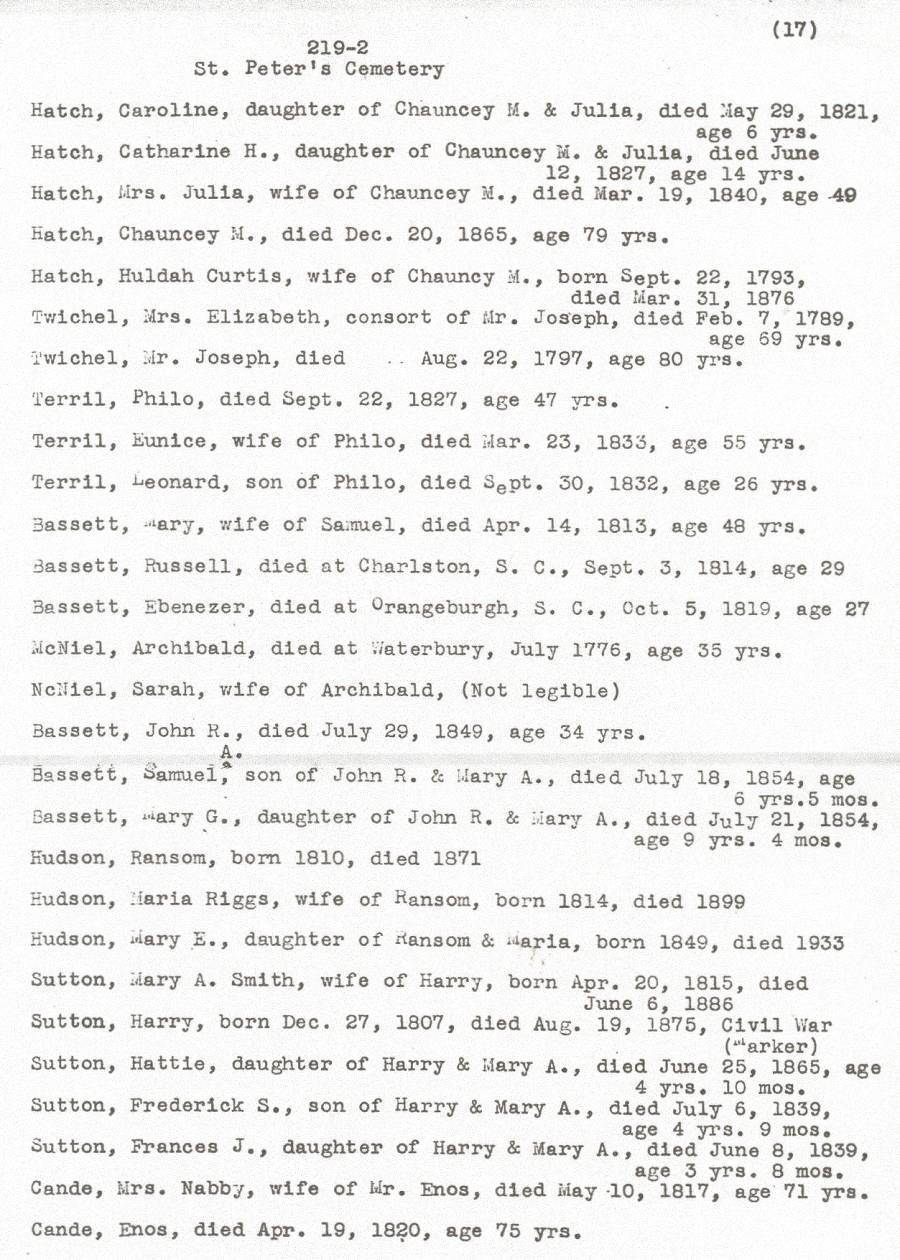 (17)
219-2
St. Peter's Cemetery
Hatch, Caroline, daughter of Chauncey M. & Julia, died May 29, 1821,
age 6 yrs.
Hatch, Catharine H., daughter of Chauncey M. & Julia, died June
12, 1827, age 14 yrs.
Hatch, Mrs. Julia, wife of Chauncey M., died Mar. 19, 1840, age 49
Hatch, Chauncey M., died Dec. 20, 1865, age 79 yrs.
Hatch, Huldah Curtis, wife of Chauncy M., born Sept. 22, 1793,
died Mar. 31, 1876
Twichel, Mrs. Elizabeth, consort of Mr. Joseph, died Feb. 7, 1789,
age 69 yrs.
Twichel, Mr. Joseph, died .. Aug. 22, 1797, age 80 yrs.
Terril, Philo, died Sept. 22, 1827, age 47 yrs.
Terril, Eunice, wife of Philo, died Mar. 23, 1833, age 55 yrs.
Terril, Leonard, son of Philo, died Sept. 30, 1832, age 26 yrs.
Bassett, Mary, wife of Samuel, died Apr. 14, 1813, age 48 yrs.
Bassett, Russell, died at Charlston, S. C., Sept. 3, 1814, age 29
Bassett, Ebenezer, died at Orangeburgh, S. C., Oct. 5, 1819, age 27
McNiel, Archibald, died at Waterbury, July 1776, age 35 yrs.
NcNiel, Sarah, wife of Archibald, (Not legible)
Bassett, John R., died July 29, 1849, age 34 yrs.
A.
Bassett, Samuel, son of John R. & Mary A., died July 18, 1854, age
6 yrs.5 mos.
Bassett, Mary G., daughter of John R. & Mary A., died July 21, 1854,
age 9 yrs. 4 mos.
Hudson, Ransom, born 1810, died 1871
Hudson, Maria Riggs, wife of Ransom, born 1814, died 1899
Hudson, Mary E., daughter of Ransom & Maria, born 1849, died 1933
Sutton, Mary A. Smith, wife of Harry, born Apr. 20, 1815, died
June 6, 1886
Sutton, Harry, born Dec. 27, 1807, died Aug. 19, 1875, Civil War
(Marker)
Sutton, Hattie, daughter of Harry & Mary A., died June 25, 1865, age
4 yrs. 10 mos.
Sutton, Frederick S., son of Harry & Mary A., died July 6, 1839,
age 4 yrs. 9 mos.
Sutton, Frances J., daughter of Harry & Mary A., died June 8, 1839,
age 3 yrs. 8 mos.
Cande, Mrs. Nabby, wife of Mr. Enos, died May 10, 1817, age 71 yrs.
Cande, Enos, died Apr. 19, 1820, age 75 yrs.